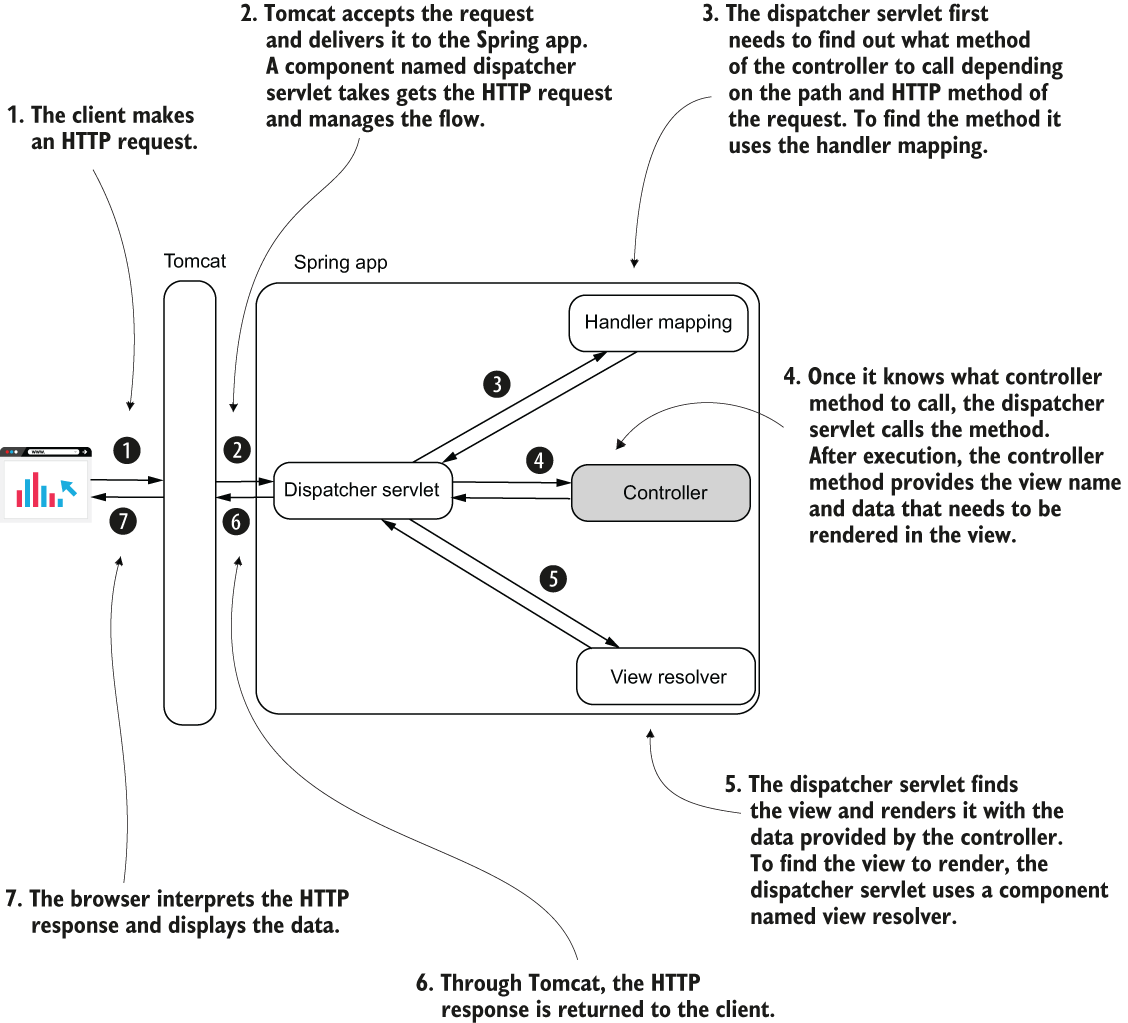 2. Tomcat accepts the request
and delivers it to the Spring app.
A component named dispatcher
servlet takes gets the HTTP request
and manages the flow.
3. The dispatcher servlet first
needs to find out what method
of the controller to call depending
on the path and HTTP method of
the request. To find the method it
uses the handler mapping.
1. The client makes
an HTTP request.
Tomcat
Spring app
Handler mapping
3
4. Once it knows what controller
method to call, the dispatcher
servlet calls the method.
After execution, the controller
method provides the view name
and data that needs to be
rendered in the view.
www.
1
2
4
Dispatcher servlet
Controller
7
6
5
View resolver
5. The dispatcher servlet finds
the view and renders it with the
data provided by the controller.
To find the view to render, the
dispatcher servlet uses a component
named view resolver.
7. The browser interprets the HTTP
response and displays the data.
6. Through Tomcat, the HTTP
response is returned to the client.